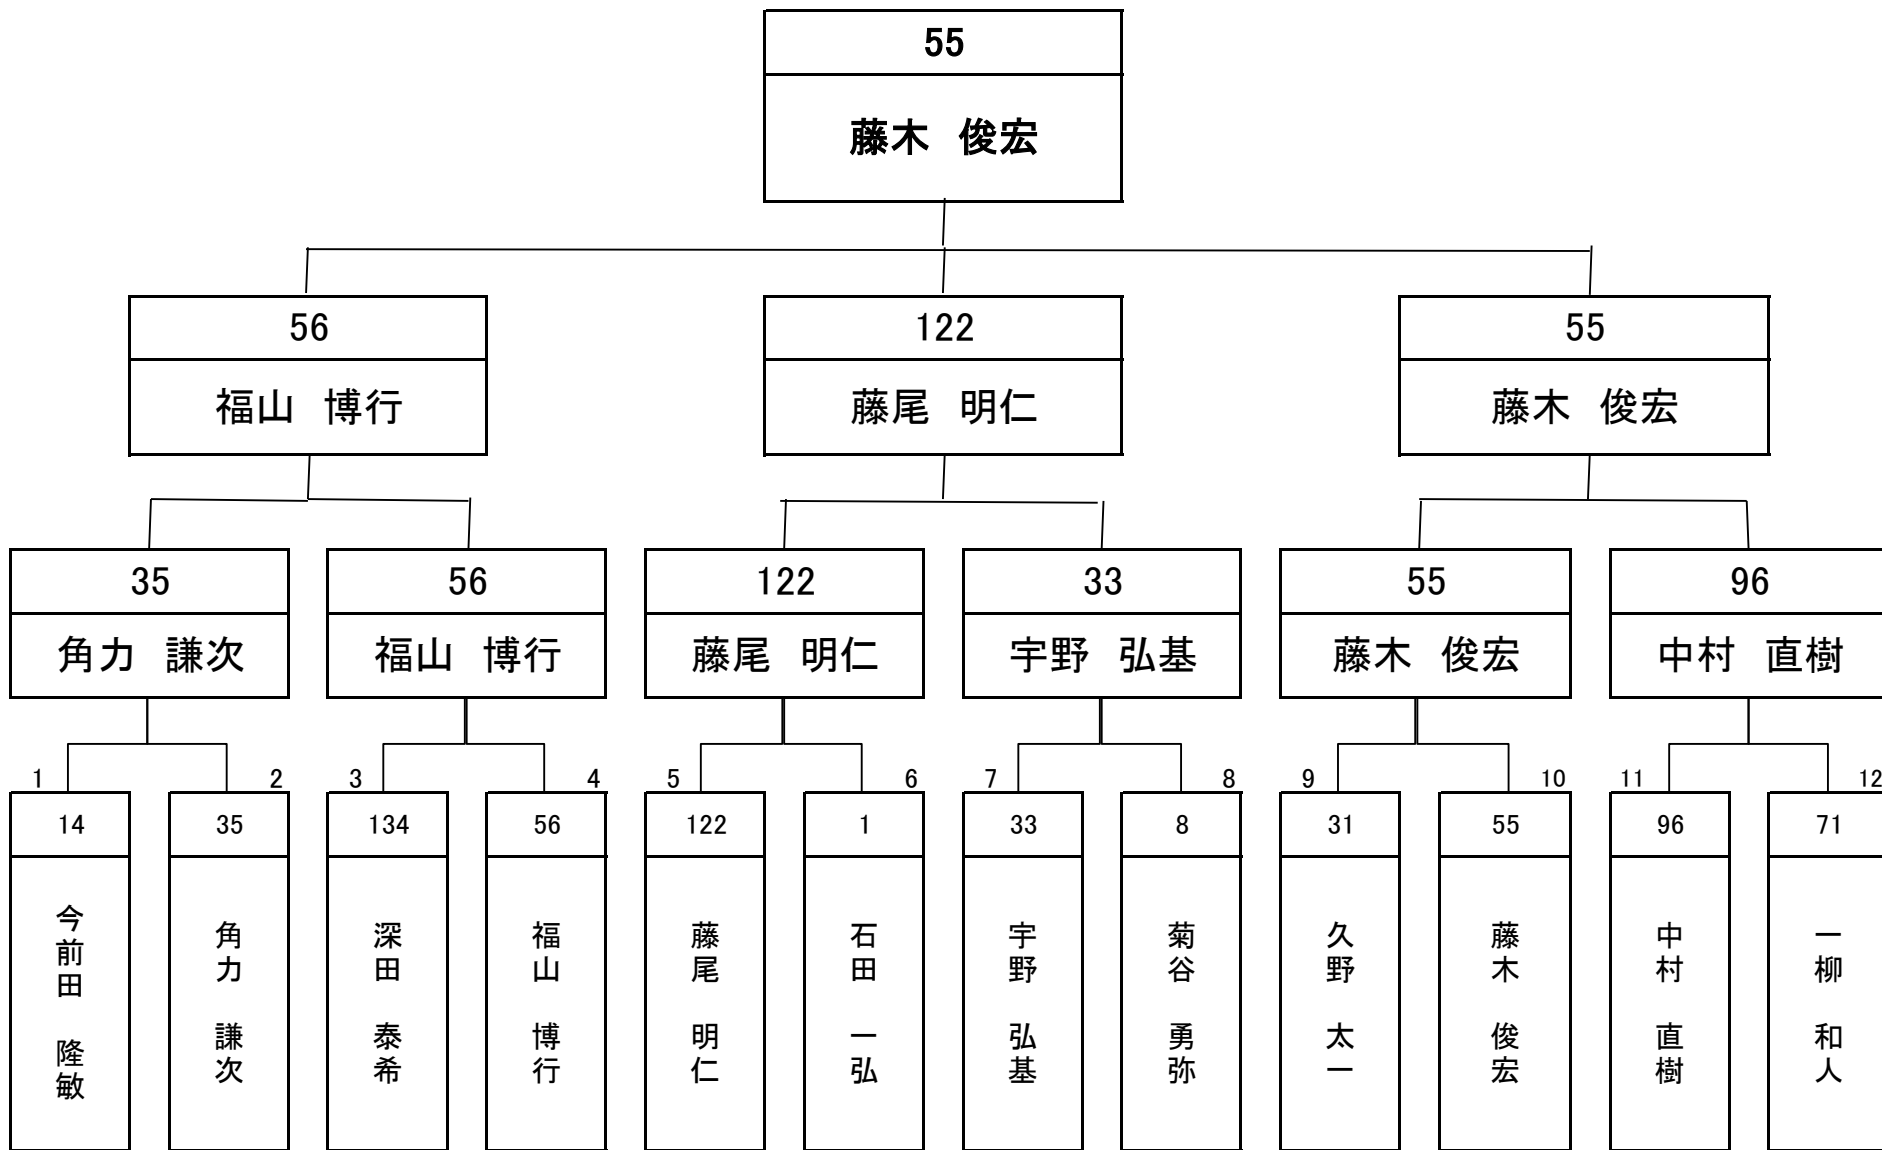 55
藤木　俊宏
56
122
55
福山　博行
藤尾　明仁
藤木　俊宏
35
56
122
33
55
96
角力　謙次
福山　博行
藤尾　明仁
宇野　弘基
藤木　俊宏
中村　直樹
1
2
3
4
5
6
7
8
9
10
11
12
14
35
134
56
122
1
33
8
31
55
96
71
今前田　隆敏
角力　謙次
深田　泰希
福山　博行
藤尾　明仁
石田　一弘
宇野　弘基
菊谷　勇弥
久野　太一
藤木　俊宏
中村　直樹
一柳　和人